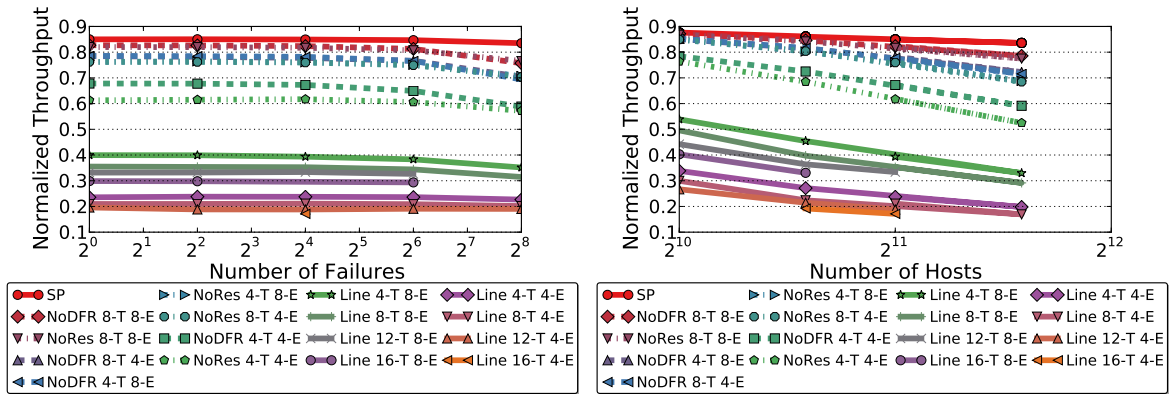 Normalized Throughput
0.9
0.8
0.7
0.6
0.5
0.4
0.3
0.2
0.1
2^0 2^1 2^2 2^3 2^4 2^5 2^6 2^7 2^8
Number of Failures
SP
NoDFR 8-T 8-E
NoRes 8-T 8-E
NoDFR 8-T 4-E
NoDFR 4-T 8-E
NoRes 4-T 8-E
NoRes 8-T 4-E
NoDFR 4-T 4-E
NoRes 4-T 4-E
Line 4-T 8-E
Line 8-T 8-E
Line 12-T 8-E
Line 16-T 8-E
Line 4-T 4-E
Line 8-T 4-E
Line 12-T 4-E
Line 16-T 4-E
Normalized Throughput
0.9
0.8
0.7
0.6
0.5
0.4
0.3
0.2
0.1
2^10 2^11 2^12
Number of Hosts
SP
NoDFR 8-T 8-E
NoRes 8-T 8-E
NoDFR 4-T 8-E
NoDFR 8-T 4-E
NoRes 4-T 8-E
NoRes 8-T 4-E
NoDFR 4-T 4-E
NoRes 4-T 4-E
Line 4-T 8-E
Line 8-T 8-E
Line 12-T 8-E
Line 16-T 8-E
Line 4-T 4-E
Line 8-T 4-E
Line 12-T 4-E
Line 16-T 4-E